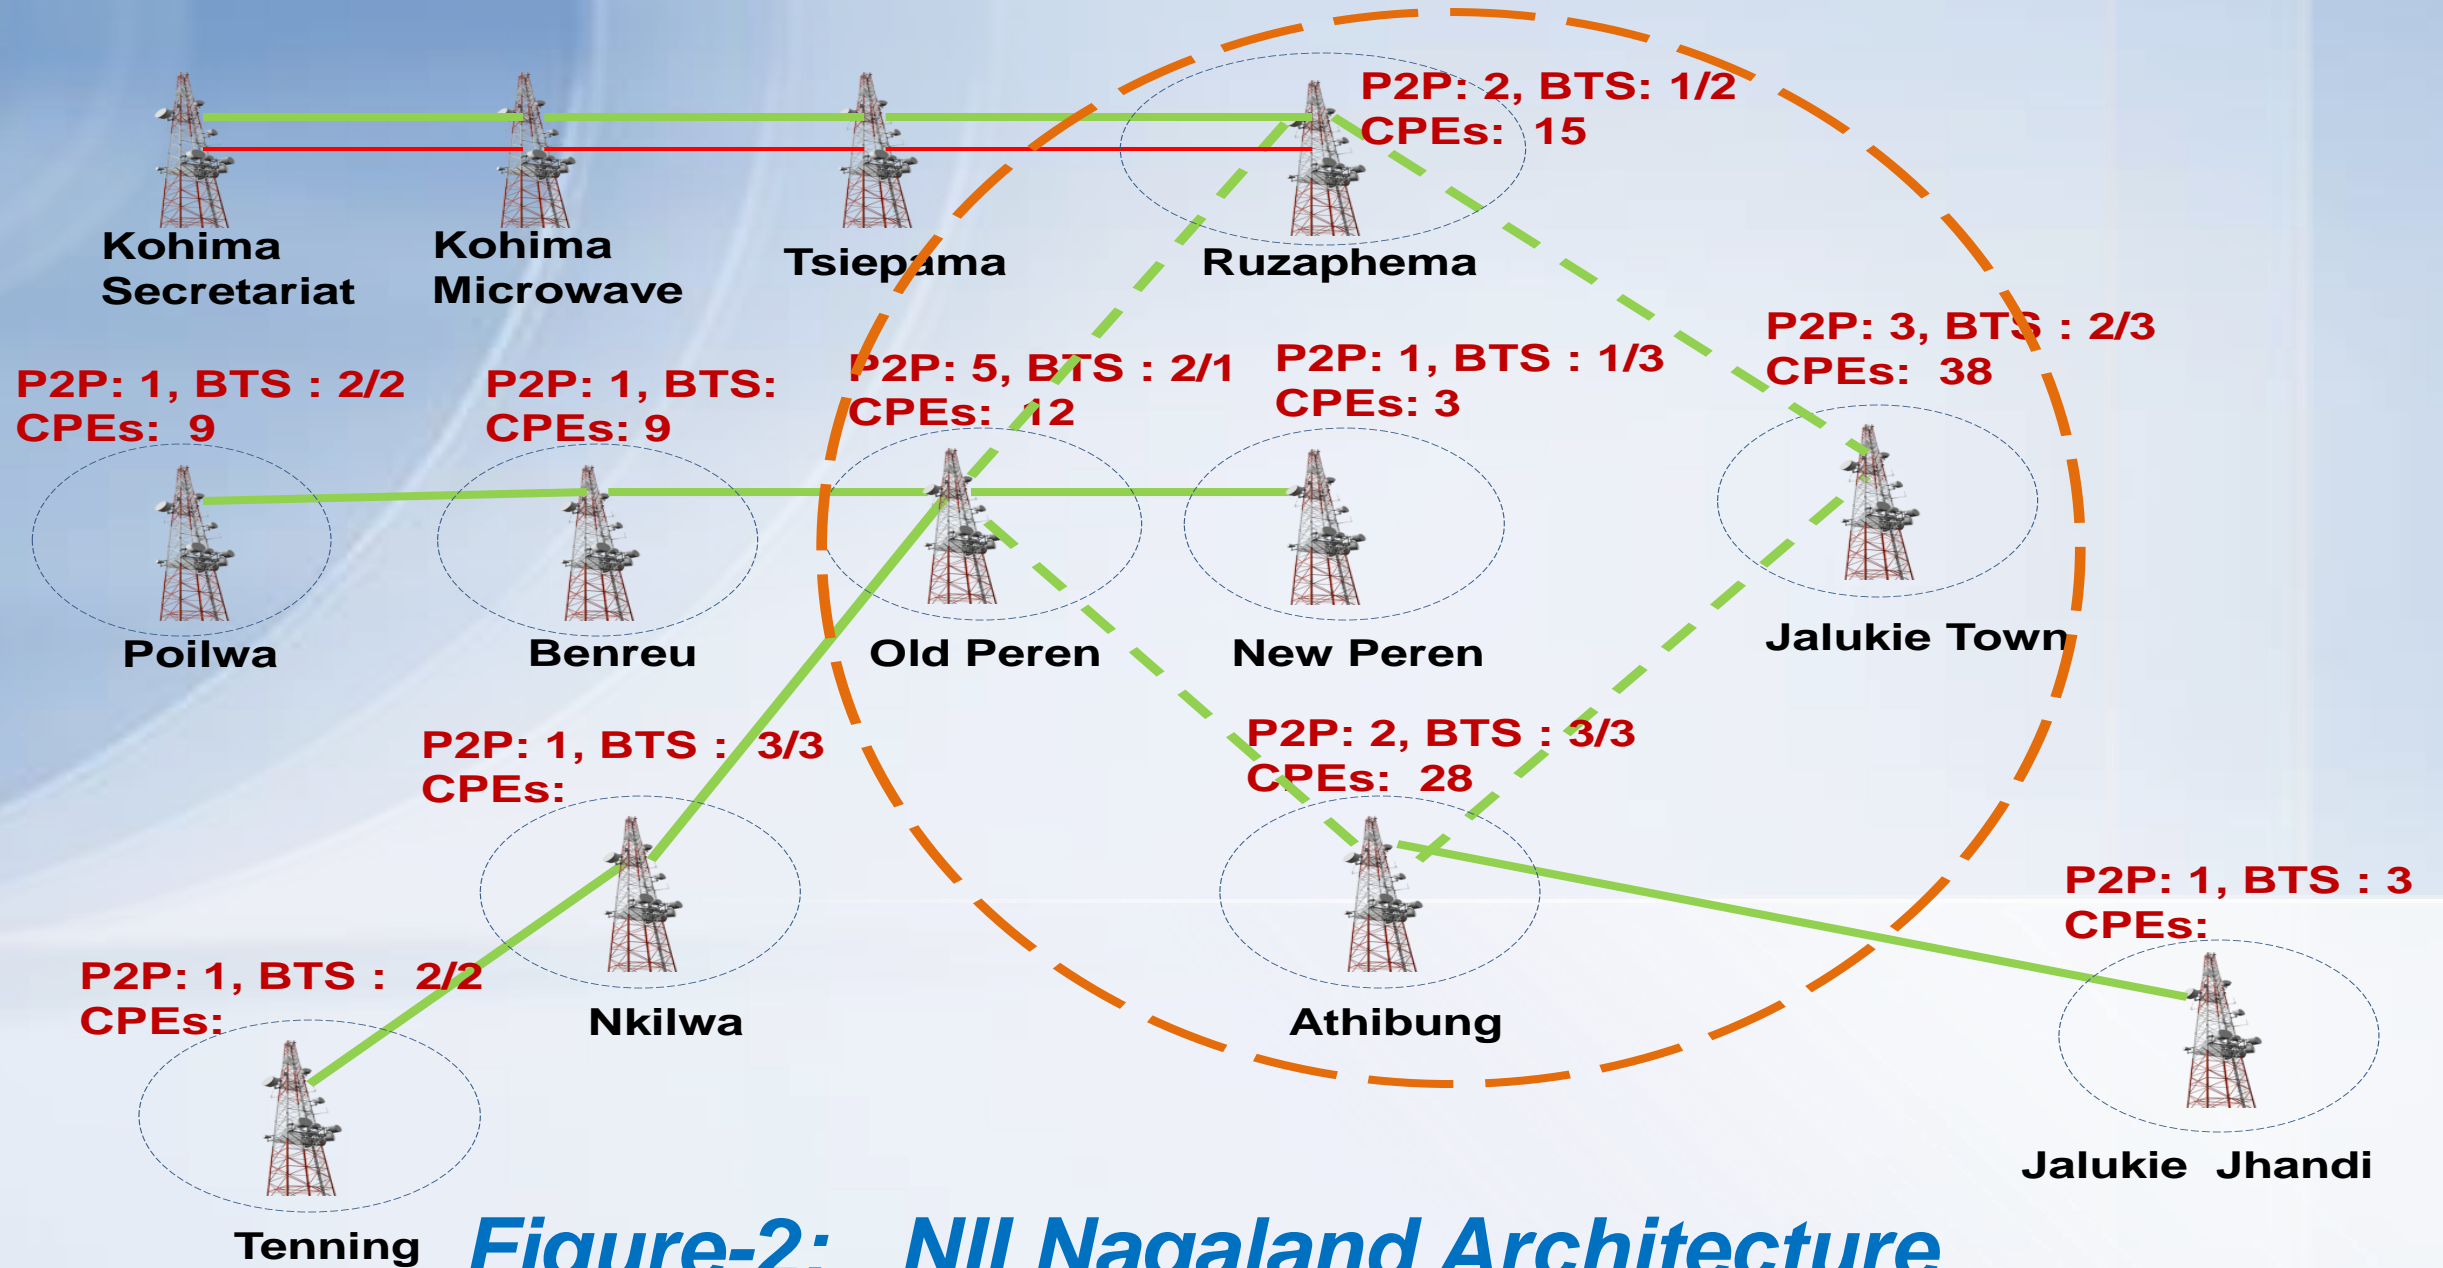 P2P: 2, BTS: 1/2
CPEs: 15
Kohima
Secretariat
Kohima
Microwave
Tsiepama
Ruzaphema
P2P: 1, BTS : 2/2
CPEs: 9
P2P: 1, BTS:
CPEs: 9
P2P: 5, BTS : 2/1
CPEs: 12
P2P: 1, BTS : 1/3
CPEs: 3
P2P: 3, BTS : 2/3
CPEs: 38
Poilwa
Benreu
Old Peren
New Peren
Jalukie Town
P2P: 1, BTS : 3/3
CPEs:
P2P: 2, BTS : 3/3
CPEs: 28
P2P: 1, BTS : 3
CPEs:
P2P: 1, BTS : 2/2
CPEs:
Nkilwa
Athibung
Jalukie Jhandi
Tenning
Figure-2: NII Nagaland Architecture